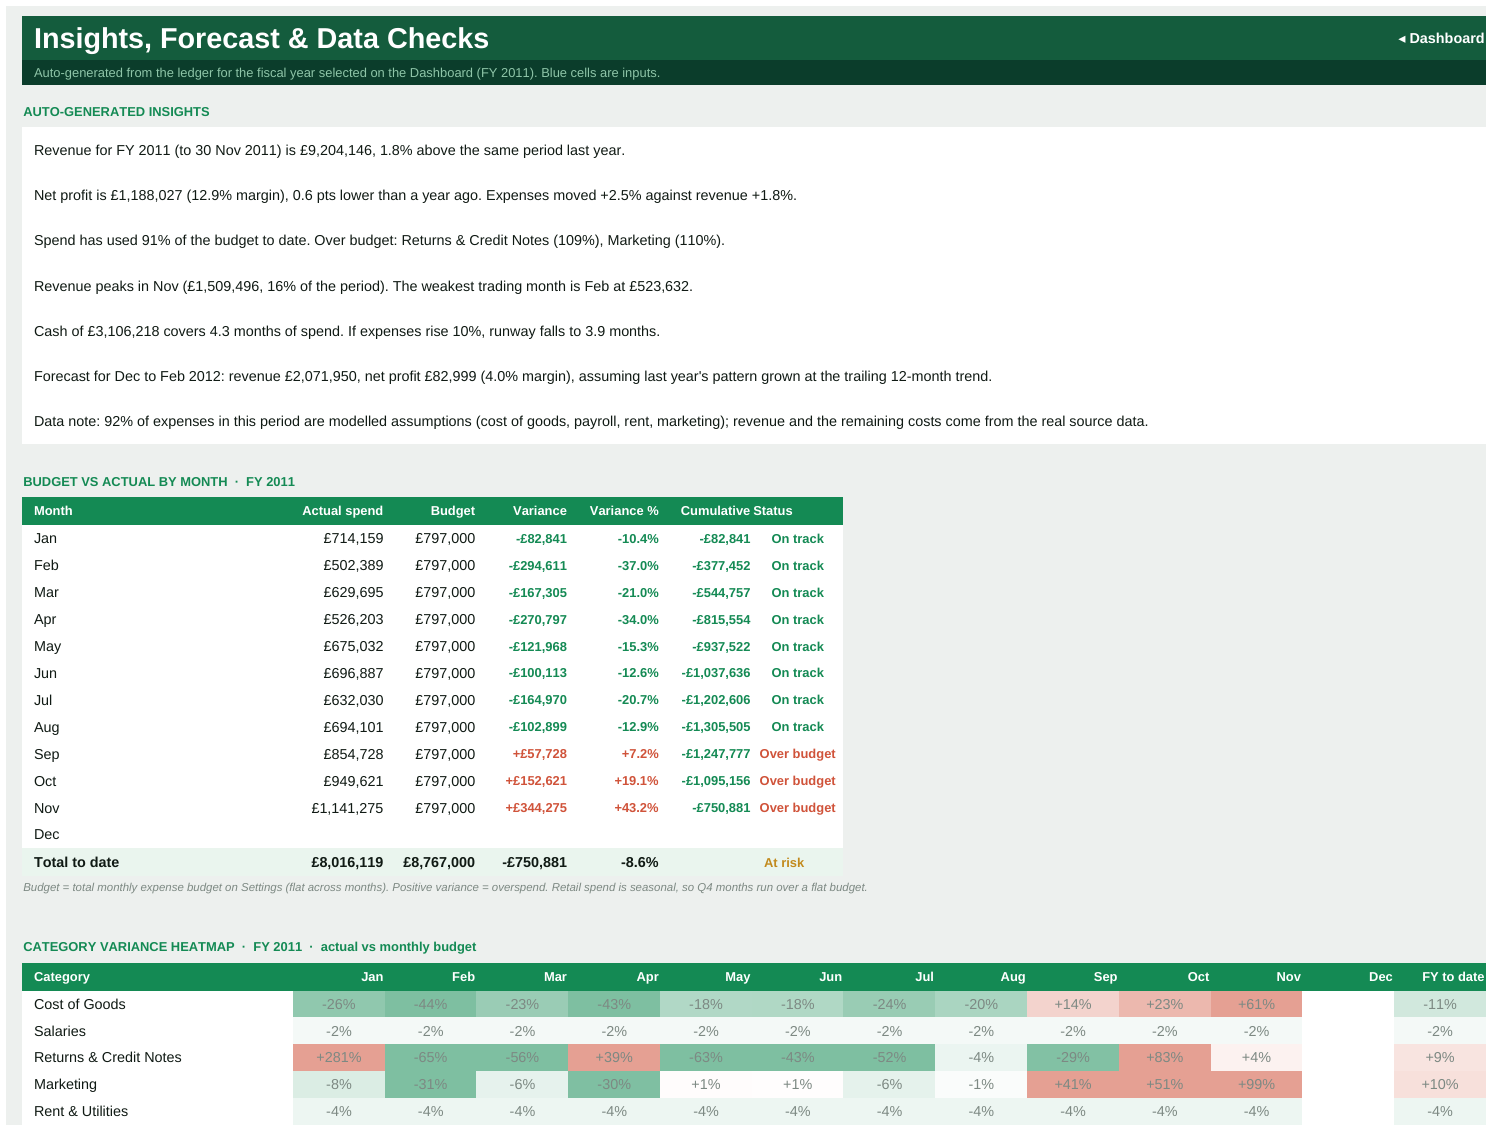 Insights, Forecast & Data Checks
◂ Dashboard
Auto-generated from the ledger for the fiscal year selected on the Dashboard (FY 2011). Blue cells are inputs.
AUTO-GENERATED INSIGHTS
Revenue for FY 2011 (to 30 Nov 2011) is £9,204,146, 1.8% above the same period last year.
Net profit is £1,188,027 (12.9% margin), 0.6 pts lower than a year ago. Expenses moved +2.5% against revenue +1.8%.
Spend has used 91% of the budget to date. Over budget: Returns & Credit Notes (109%), Marketing (110%).
Revenue peaks in Nov (£1,509,496, 16% of the period). The weakest trading month is Feb at £523,632.
Cash of £3,106,218 covers 4.3 months of spend. If expenses rise 10%, runway falls to 3.9 months.
Forecast for Dec to Feb 2012: revenue £2,071,950, net profit £82,999 (4.0% margin), assuming last year's pattern grown at the trailing 12-month trend.
Data note: 92% of expenses in this period are modelled assumptions (cost of goods, payroll, rent, marketing); revenue and the remaining costs come from the real source data.
BUDGET VS ACTUAL BY MONTH · FY 2011
Month Actual spend Budget Variance Variance % Cumulative Status
Jan £714,159 £797,000 -£82,841 -10.4% -£82,841 On track
Feb £502,389 £797,000 -£294,611 -37.0% -£377,452 On track
Mar £629,695 £797,000 -£167,305 -21.0% -£544,757 On track
Apr £526,203 £797,000 -£270,797 -34.0% -£815,554 On track
May £675,032 £797,000 -£121,968 -15.3% -£937,522 On track
Jun £696,887 £797,000 -£100,113 -12.6% -£1,037,636 On track
Jul £632,030 £797,000 -£164,970 -20.7% -£1,202,606 On track
Aug £694,101 £797,000 -£102,899 -12.9% -£1,305,505 On track
Sep £854,728 £797,000 +£57,728 +7.2% -£1,247,777 Over budget
Oct £949,621 £797,000 +£152,621 +19.1% -£1,095,156 Over budget
Nov £1,141,275 £797,000 +£344,275 +43.2% -£750,881 Over budget
Dec
Total to date £8,016,119 £8,767,000 -£750,881 -8.6% At risk
Budget = total monthly expense budget on Settings (flat across months). Positive variance = overspend. Retail spend is seasonal, so Q4 months run over a flat budget.
CATEGORY VARIANCE HEATMAP · FY 2011 · actual vs monthly budget
Category Jan Feb Mar Apr May Jun Jul Aug Sep Oct Nov Dec FY to date
Cost of Goods -26% -44% -23% -43% -18% -18% -24% -20% +14% +23% +61% -11%
Salaries -2% -2% -2% -2% -2% -2% -2% -2% -2% -2% -2% -2%
Returns & Credit Notes +281% -65% -56% +39% -63% -43% -52% -4% -29% +83% +4% +9%
Marketing -8% -31% -6% -30% +1% +1% -6% -1% +41% +51% +99% +10%
Rent & Utilities -4% -4% -4% -4% -4% -4% -4% -4% -4% -4% -4% -4%